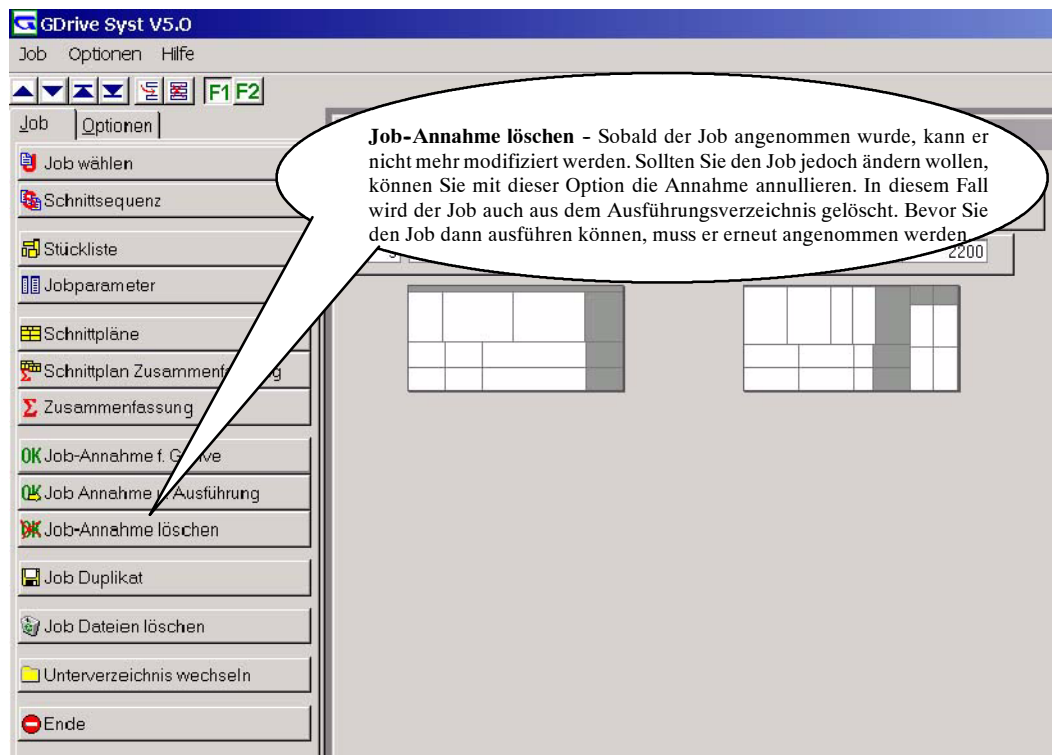 GDrive Syst V5.0
Job Optionen Hilfe
F1 F2
Job Optionen
Job-Annahme löschen - Sobald der Job angenommen wurde, kann er
nicht mehr modifiziert werden. Sollten Sie den Job jedoch ändern wollen,
können Sie mit dieser Option die Annahme annullieren. In diesem Fall
wird der Job auch aus dem Ausführungsverzeichnis gelöscht. Bevor Sie
den Job dann ausführen können, muss er erneut angenommen werden.
2200
Job wählen
Schnittsequenz
Stückliste
Jobparameter
Schnittpläne
Schnittplan
Σ Zusammenfassung
OK Job-Annahme f.
OK Job Annahme Ausführung
OK Job-Annahme löschen
Job Duplikat
Job Dateien löschen
Unterverzeichnis wechseln
Ende